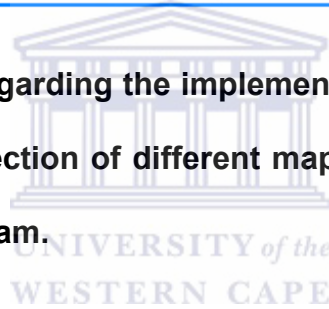 garding the implemen
ection of different map
am.
UNIVERSITY of the
WESTERN CAPE